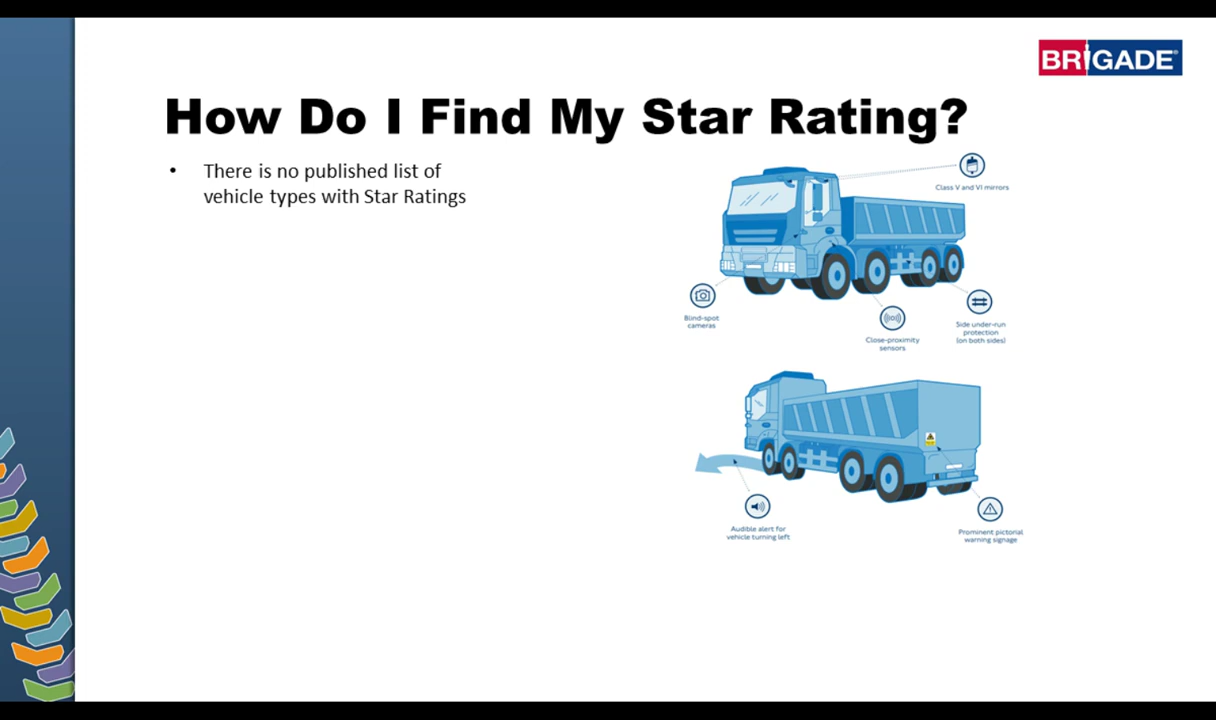 BRIGADE
How Do I Find My Star Rating?
• There is no published list of
vehicle types with Star Ratings
Class V and VI mirrors
Blind-spot
cameras
Close-proximity
sensors
Side under-run
protection
(on both sides)
Audible alert for
vehicle turning left
Prominent pictorial
warning signage